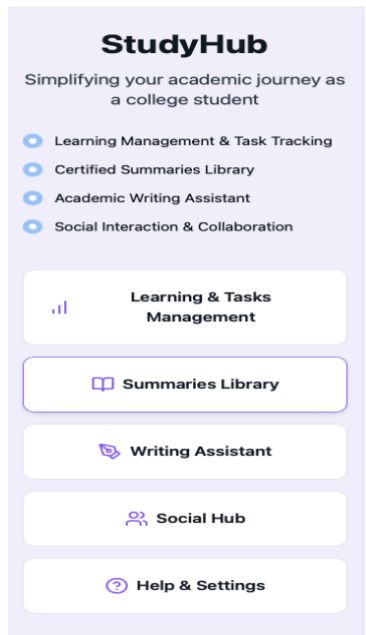 StudyHub
Simplifying your academic journey as
a college student
Learning Management & Task Tracking
Certified Summaries Library
Academic Writing Assistant
Social Interaction & Collaboration
Learning & Tasks
Management
Summaries Library
Writing Assistant
Social Hub
Help & Settings